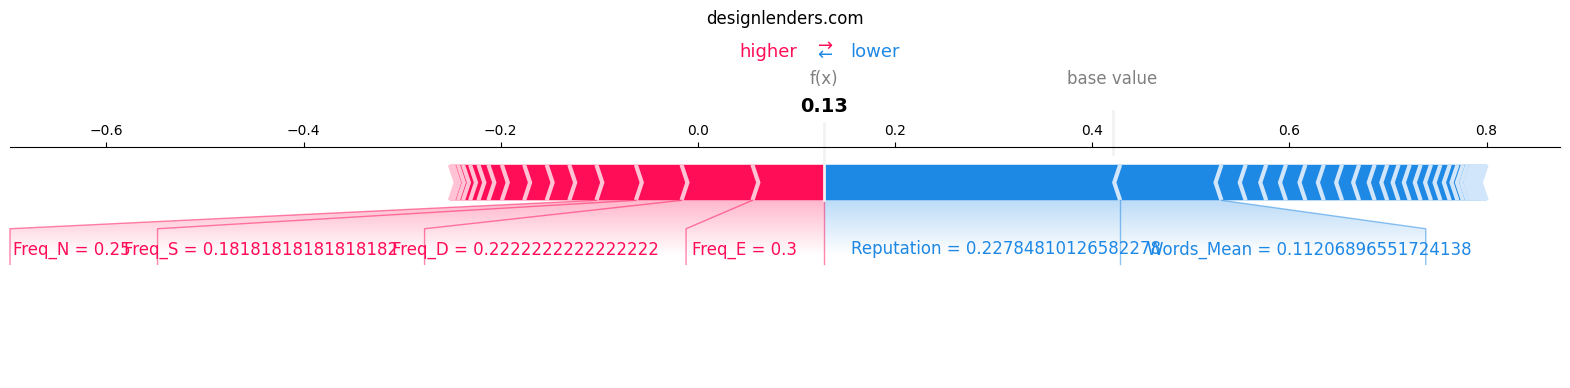 designlenders.com
higher → ← lower
f(x) base value
0.13
−0.6 −0.4 −0.2 0.0 0.2 0.4 0.6 0.8
Freq_N = 0.25 Freq_S = 0.18181818181818182 Freq_D = 0.2222222222222222 Freq_E = 0.3 Reputation = 0.22784810126582278 Words_Mean = 0.11206896551724138